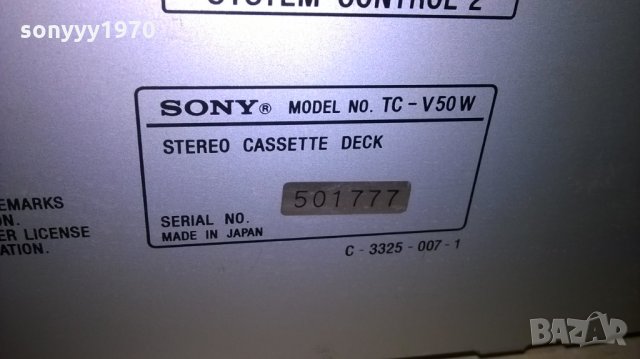 sonyyy1970
SYSTEM CONTROL 2
SONY® MODEL NO. TC-V50W
STEREO CASSETTE DECK
501777
SERIAL NO.
MADE IN JAPAN
C-3325-007-1
EMARKS
ON.
ER LICENSE
ATION.
BAZAR